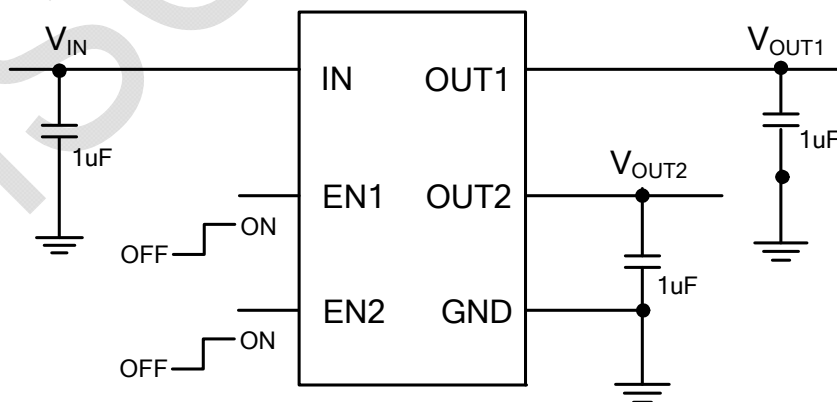 VIN
VOUT1
IN
OUT1
1uF
1uF
VOUT2
EN1
OUT2
ON
OFF
1uF
EN2
GND
ON
OFF